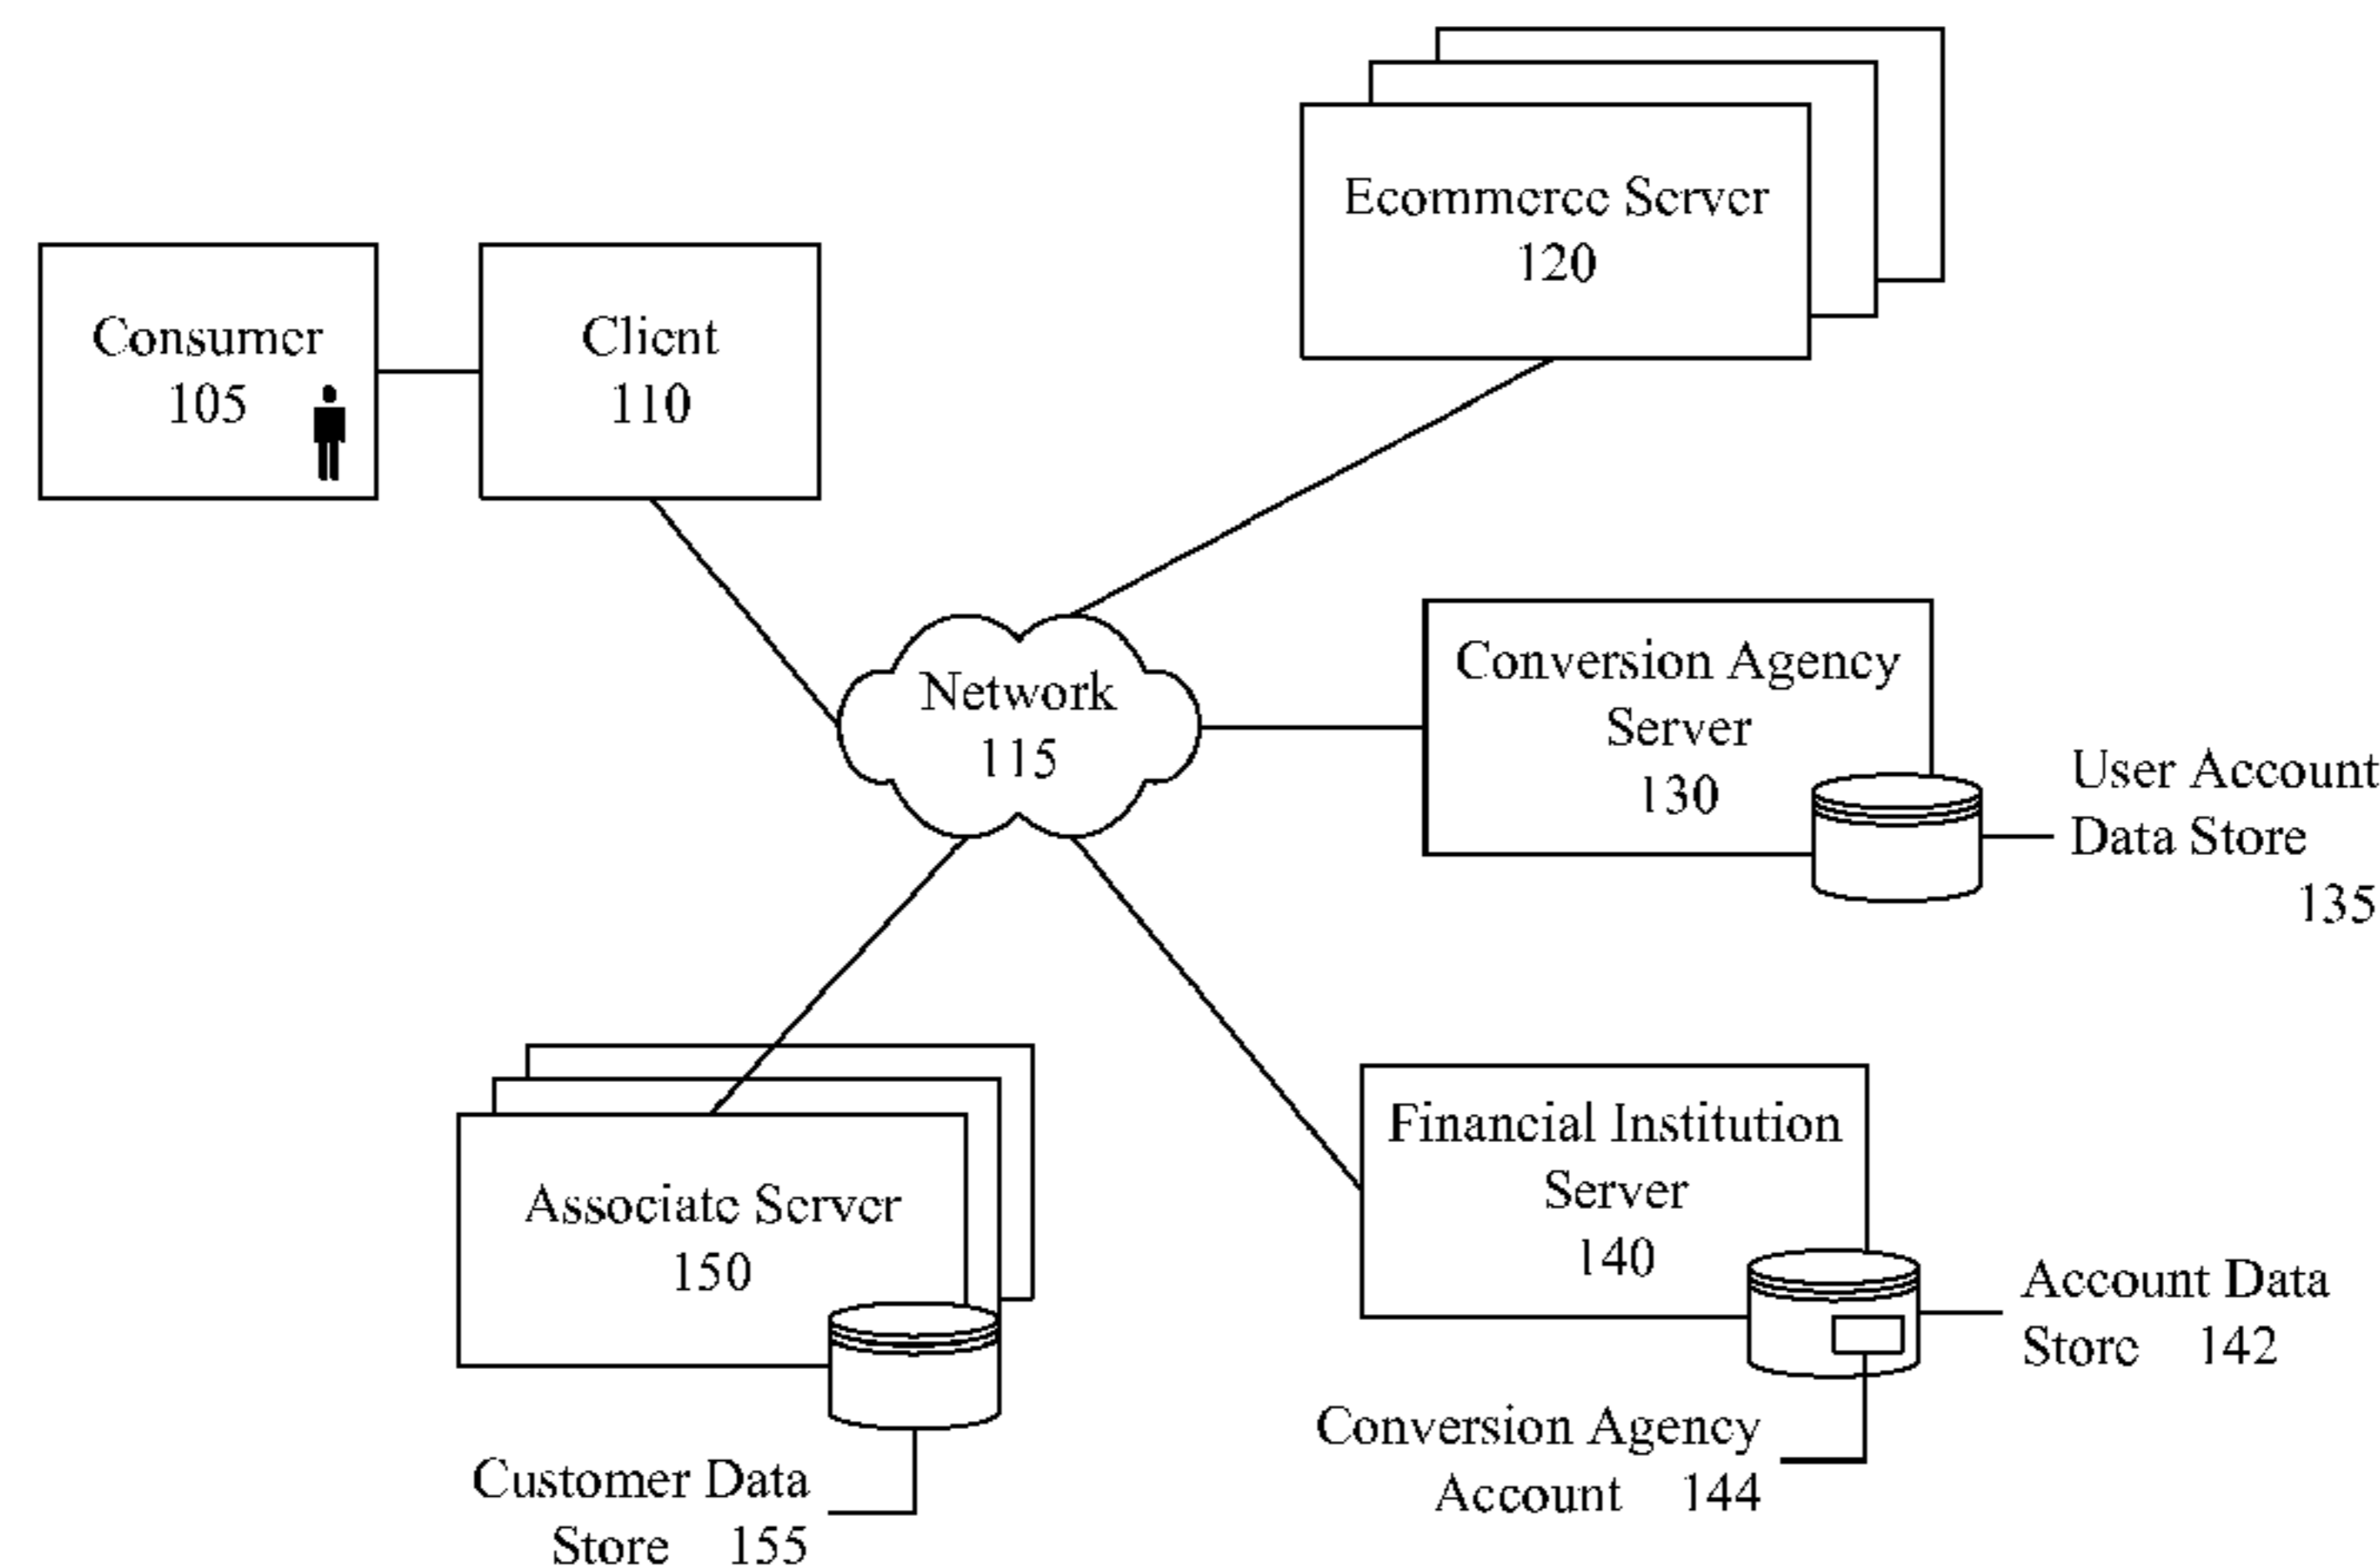 Ecommerce Server
120
Consumer
105
Client
110
Network
115
Conversion Agency
Server
130
User Account
Data Store
135
Associate Server
150
Financial Institution
Server
140
Account Data
Store 142
Conversion Agency
Account 144
Customer Data
Store 155